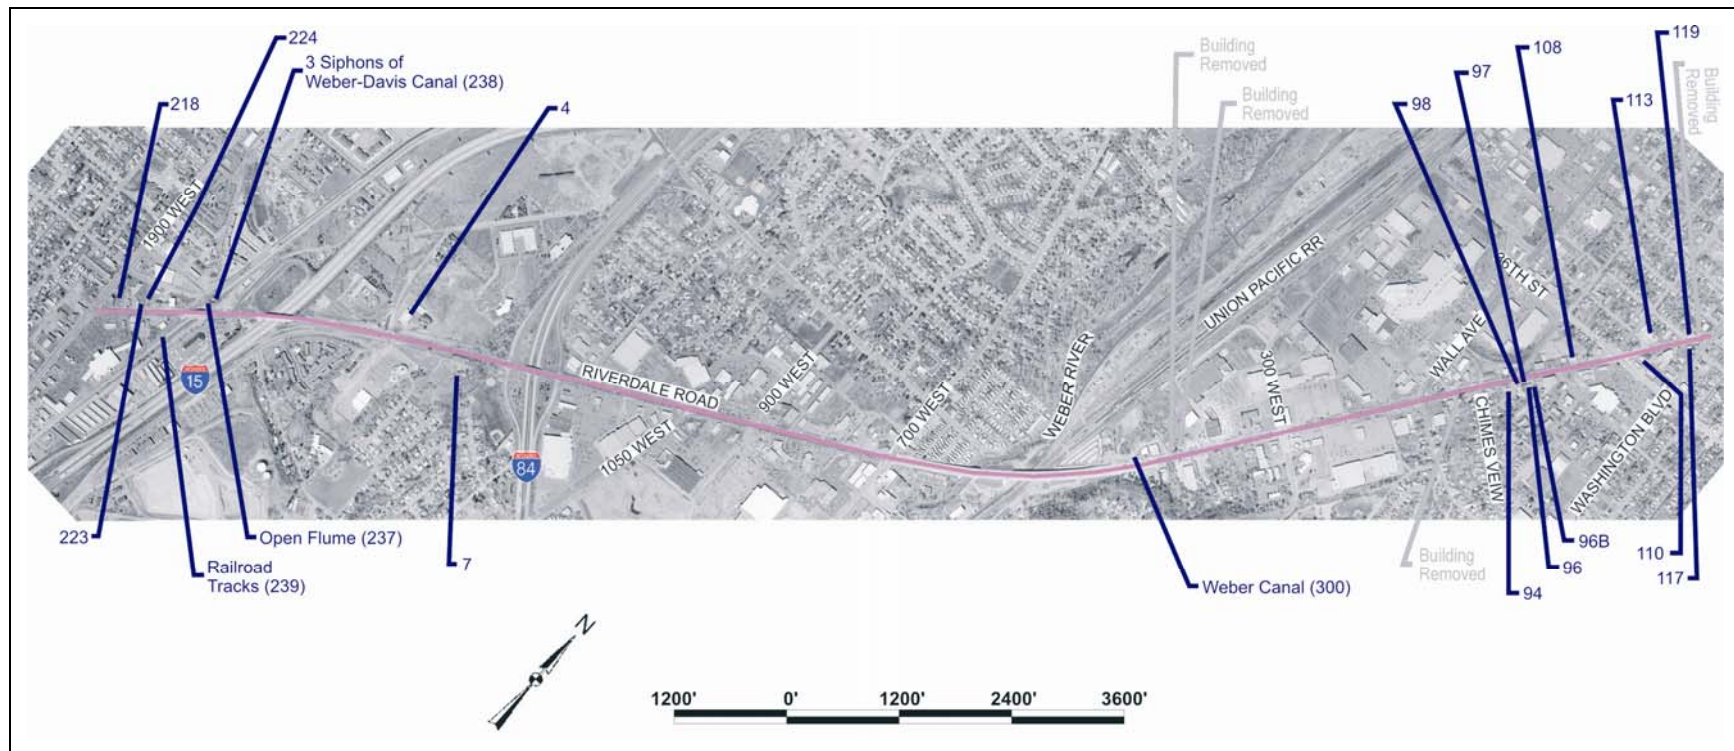 119
224
108
Building
Removed
3 Siphons of
Weber-Davis Canal (238)
97
Building
Removed
218
4
Building
Removed
98
113
1900 WEST
UNION PACIFIC RR
26TH ST
15
RIVERDALE ROAD
900 WEST
WEBER RIVER
300 WEST
WALL AVE
700 WEST
1050 WEST
84
CHIMES VEIW
WASHINGTON BLVD
223
Open Flume (237)
Railroad
Tracks (239)
7
Building
Removed
Weber Canal (300)
96B
96
94
110
117
N
1200' 0' 1200' 2400' 3600'